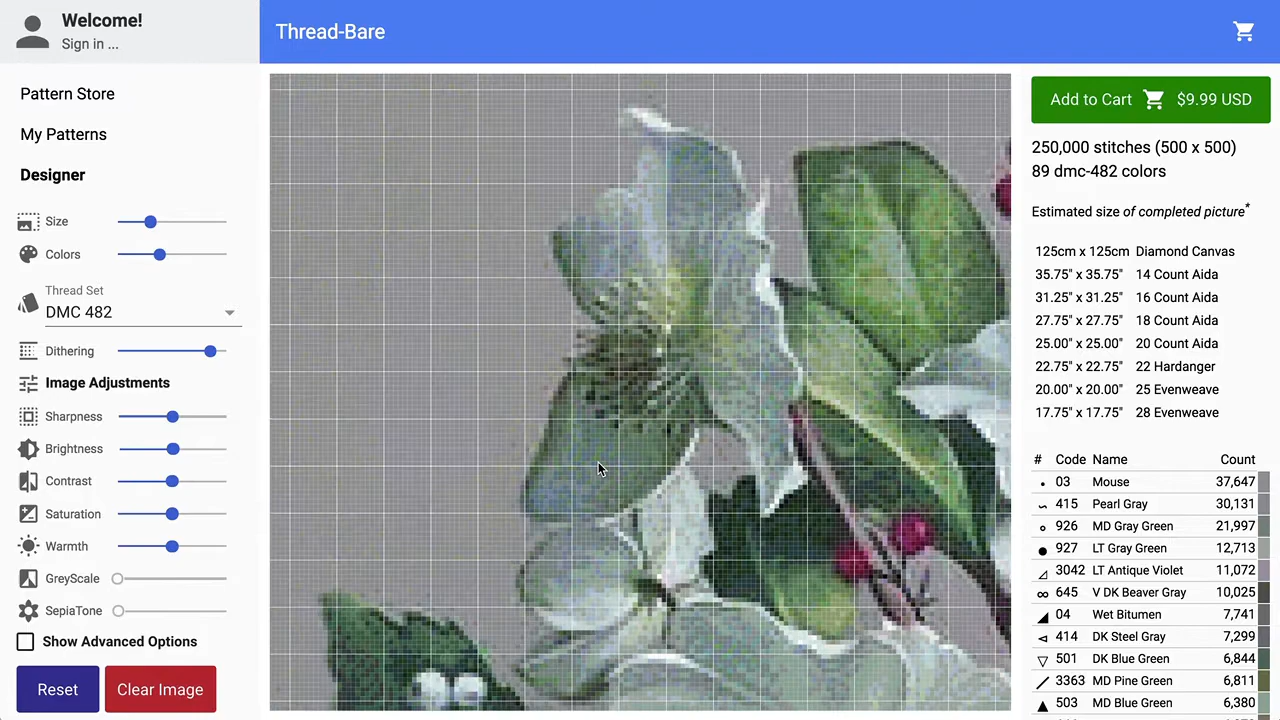 Welcome!
Sign in ...
Thread-Bare
Pattern Store
My Patterns
Designer
Size
Colors
Thread Set
DMC 482
Dithering
Image Adjustments
Sharpness
Brightness
Contrast
Saturation
Warmth
GreyScale
SepiaTone
Show Advanced Options
Reset
Clear Image
Add to Cart $9.99 USD
250,000 stitches (500 x 500)
89 dmc-482 colors
Estimated size of completed picture*
125cm x 125cm Diamond Canvas
35.75" x 35.75" 14 Count Aida
31.25" x 31.25" 16 Count Aida
27.75" x 27.75" 18 Count Aida
25.00" x 25.00" 20 Count Aida
22.75" x 22.75" 22 Hardanger
20.00" x 20.00" 25 Evenweave
17.75" x 17.75" 28 Evenweave
# Code Name Count
03 Mouse 37,647
415 Pearl Gray 30,131
926 MD Gray Green 21,997
927 LT Gray Green 12,713
3042 LT Antique Violet 11,072
645 V DK Beaver Gray 10,025
04 Wet Bitumen 7,741
414 DK Steel Gray 7,299
501 DK Blue Green 6,844
3363 MD Pine Green 6,811
503 MD Blue Green 6,380